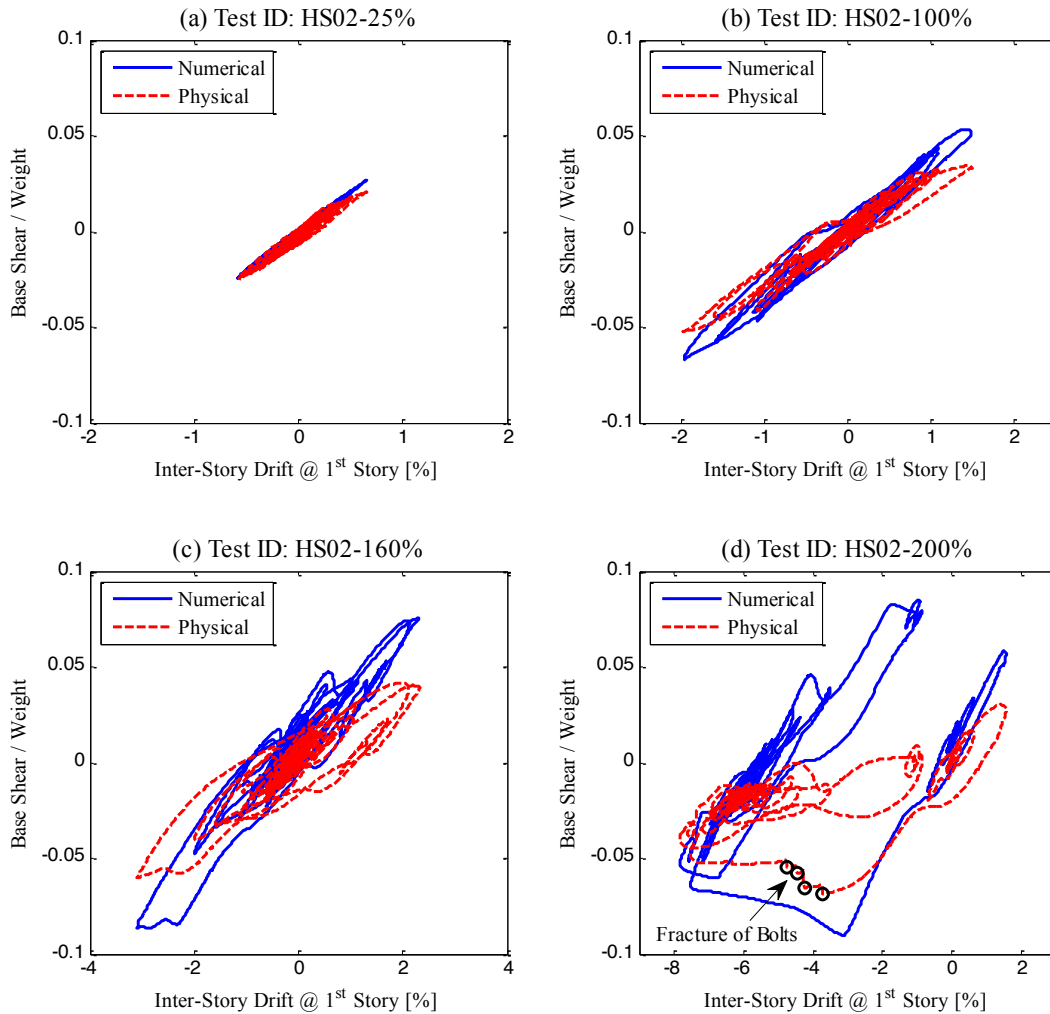 (a) Test ID: HS02-25%
0.1
0.05
0
-0.05
-0.1
Base Shear / Weight
Numerical
Physical
-2
-1
0
1
2
Inter-Story Drift @ 1st Story [%]
(b) Test ID: HS02-100%
0.1
0.05
0
-0.05
-0.1
Base Shear / Weight
Numerical
Physical
-2
-1
0
1
2
Inter-Story Drift @ 1st Story [%]
(c) Test ID: HS02-160%
0.1
0.05
0
-0.05
-0.1
Base Shear / Weight
Numerical
Physical
-4
-2
0
2
4
Inter-Story Drift @ 1st Story [%]
(d) Test ID: HS02-200%
0.1
0.05
0
-0.05
-0.1
Base Shear / Weight
Numerical
Physical
Fracture of Bolts
-8
-6
-4
-2
0
2
Inter-Story Drift @ 1st Story [%]